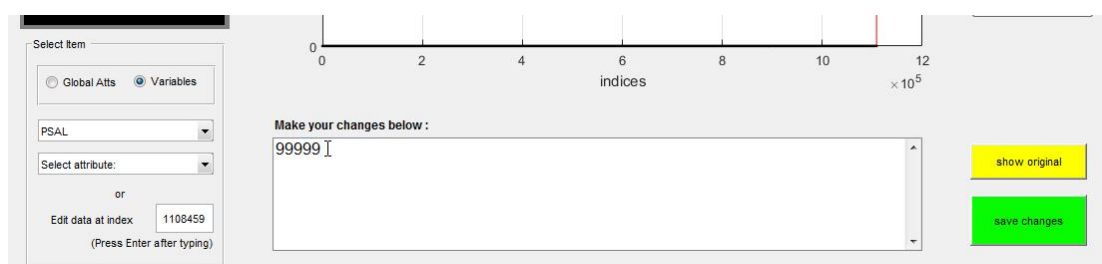 Select Item
Global Atts Variables
PSAL
Select attribute:
or
Edit data at index 1108459
(Press Enter after typing)
0
0 2 4 6 8 10 12
indices ×10^5
Make your changes below :
99999
show original
save changes